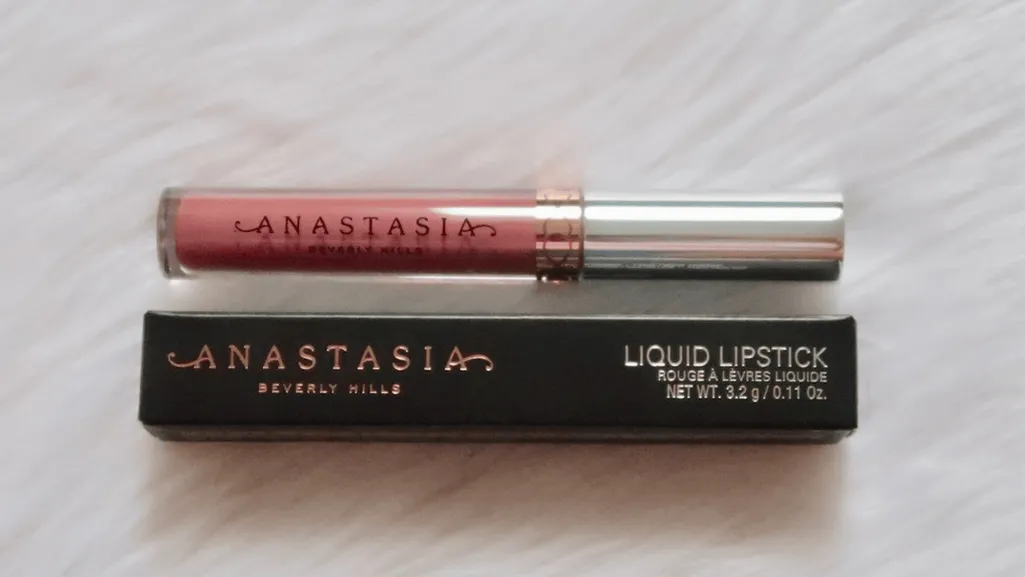 ANASTASIA
BEVERLY HILLS
ANASTASIA
BEVERLY HILLS
LIQUID LIPSTICK
ROUGE À LÈVRES LIQUIDE
NET WT. 3.2 g / 0.11 Oz.